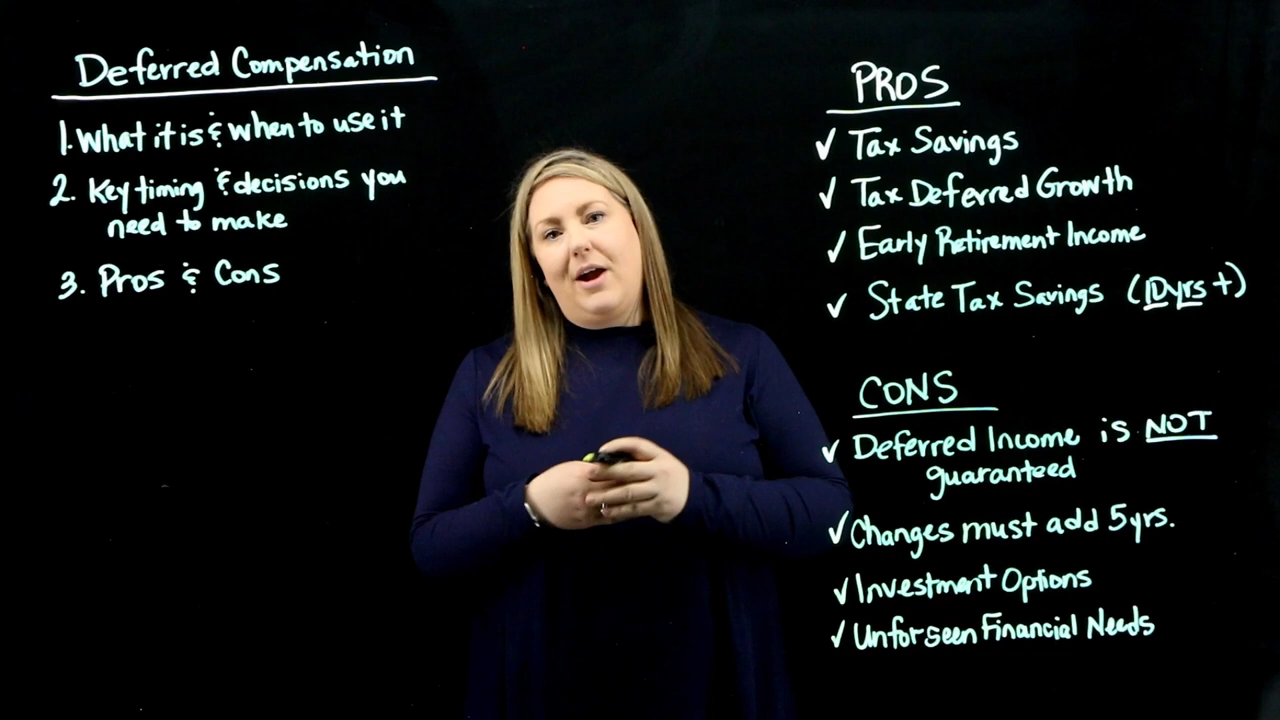 Deferred Compensation
1. What it is & when to use it
2. Key timing & decisions you
need to make
3. Pros & Cons
PROS
✓ Tax Savings
✓ Tax Deferred Growth
✓ Early Retirement Income
✓ State Tax Savings (10yrs+)
CONS
✓ Deferred Income is NOT
guaranteed
✓ Changes must add 5yrs.
✓ Investment Options
✓ Unforseen Financial Needs